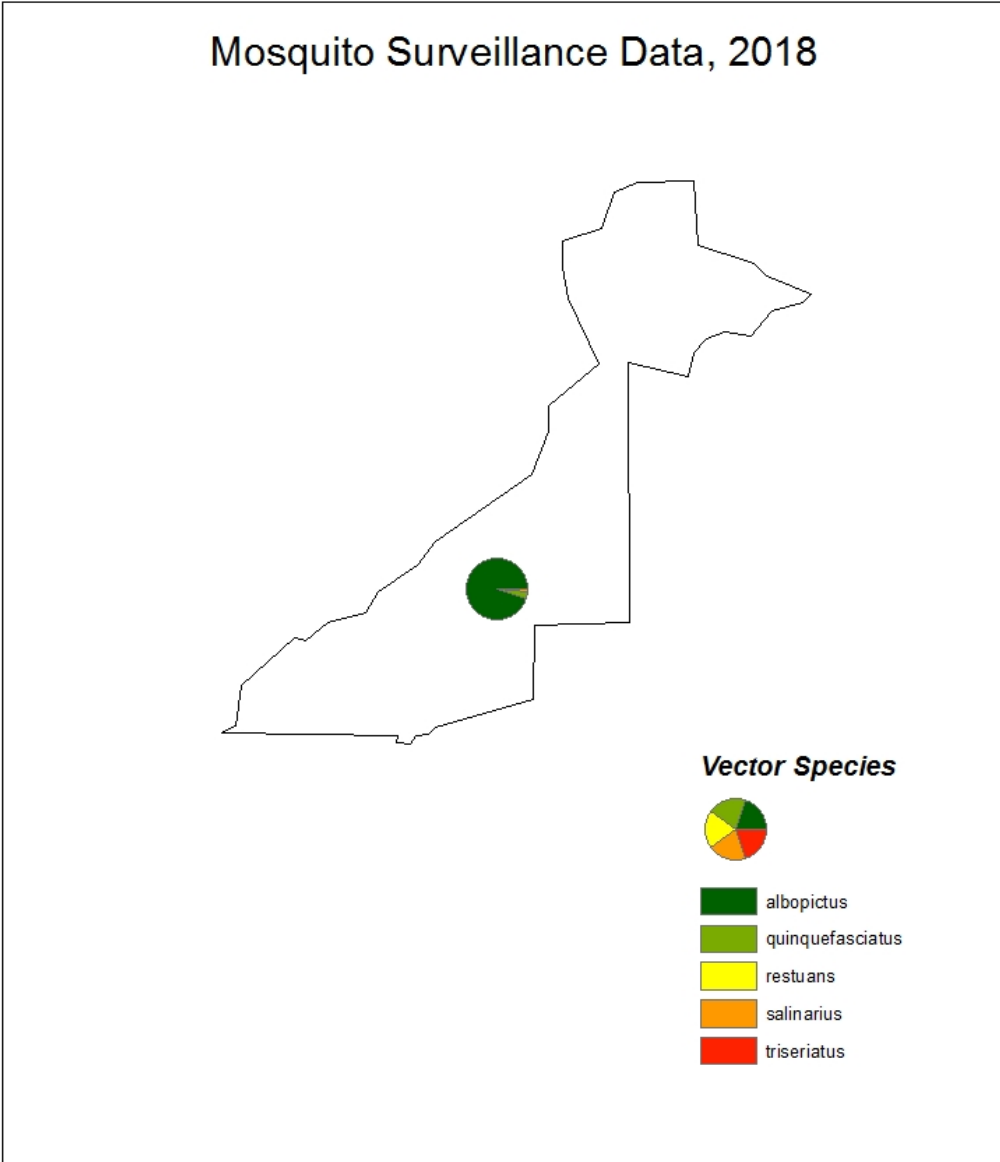 Mosquito Surveillance Data, 2018
Vector Species
albopictus
quinquefasciatus
restuans
salinarius
triseriatus